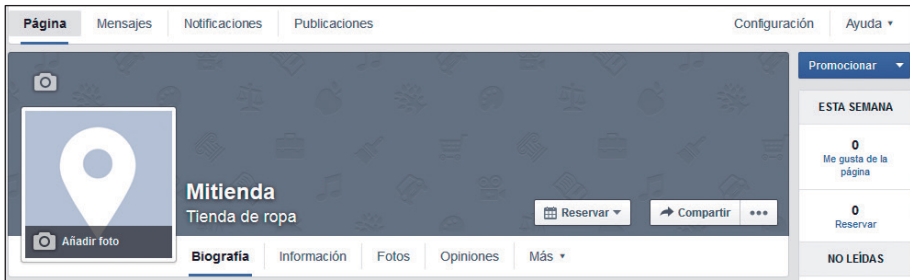 Página Mensajes Notificaciones Publicaciones Configuración Ayuda
Promocionar
ESTA SEMANA
0
Me gusta de la
página
0
Reservar
NO LEÍDAS
Mitienda
Tienda de ropa
Reservar Compartir
Añadir foto
Biografía Información Fotos Opiniones Más